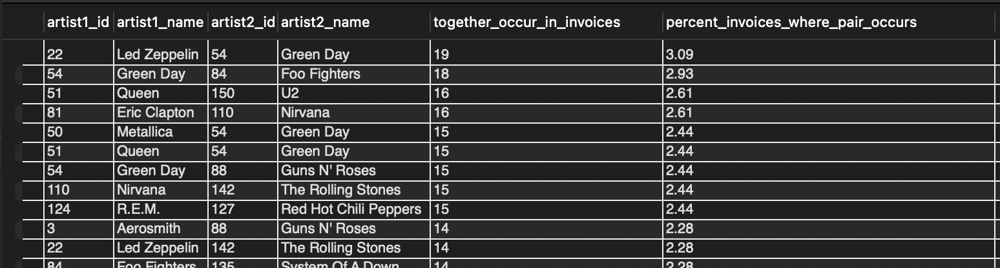 artist1_id artist1_name artist2_id artist2_name together_occur_in_invoices percent_invoices_where_pair_occurs
22 Led Zeppelin 54 Green Day 19 3.09
54 Green Day 84 Foo Fighters 18 2.93
51 Queen 150 U2 16 2.61
81 Eric Clapton 110 Nirvana 16 2.61
50 Metallica 54 Green Day 15 2.44
51 Queen 54 Green Day 15 2.44
54 Green Day 88 Guns N' Roses 15 2.44
110 Nirvana 142 The Rolling Stones 15 2.44
124 R.E.M. 127 Red Hot Chili Peppers 15 2.44
3 Aerosmith 88 Guns N' Roses 14 2.28
22 Led Zeppelin 142 The Rolling Stones 14 2.28
84 Foo Fighters 135 System Of A Down 14 2.28